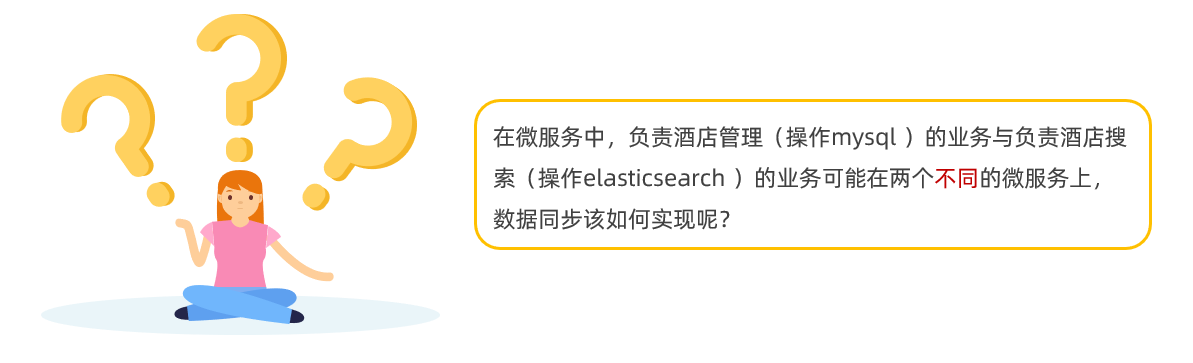 在微服务中，负责酒店管理（操作mysql ）的业务与负责酒店搜
索（操作elasticsearch ）的业务可能在两个不同的微服务上，
数据同步该如何实现呢？